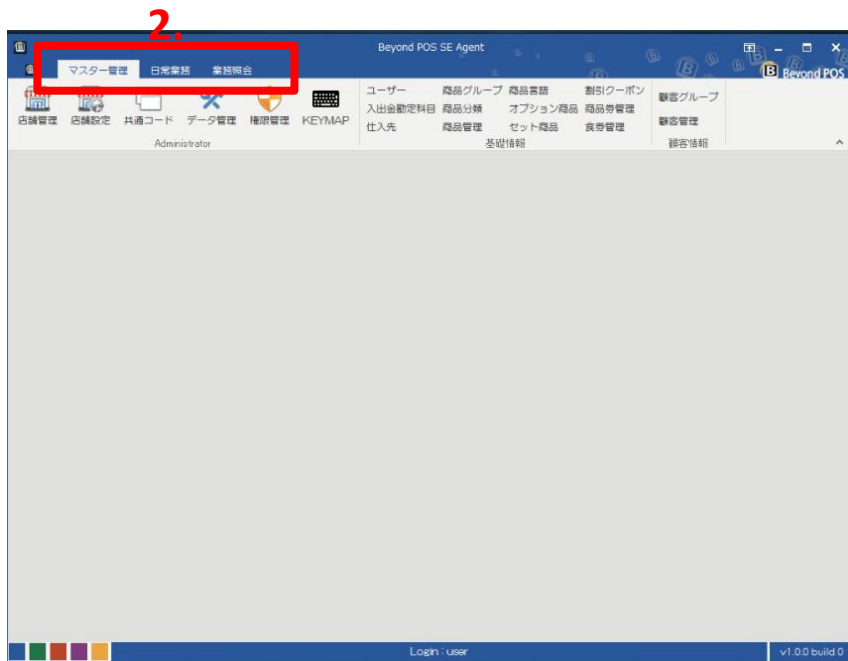 2.
Beyond POS SE Agent
Beyond POS
マスター管理 日常業務 業務照会
店舗管理 店舗設定 共通コード データ管理 権限管理 KEYMAP
Administrator
ユーザー 商品グループ 商品言語 割引クーポン
入出金勘定科目 商品分類 オプション商品 商品券管理
仕入先 商品管理 セット商品 食券管理
基礎情報
顧客グループ
顧客管理
顧客情報
Login : user
v1.0.0 build 0